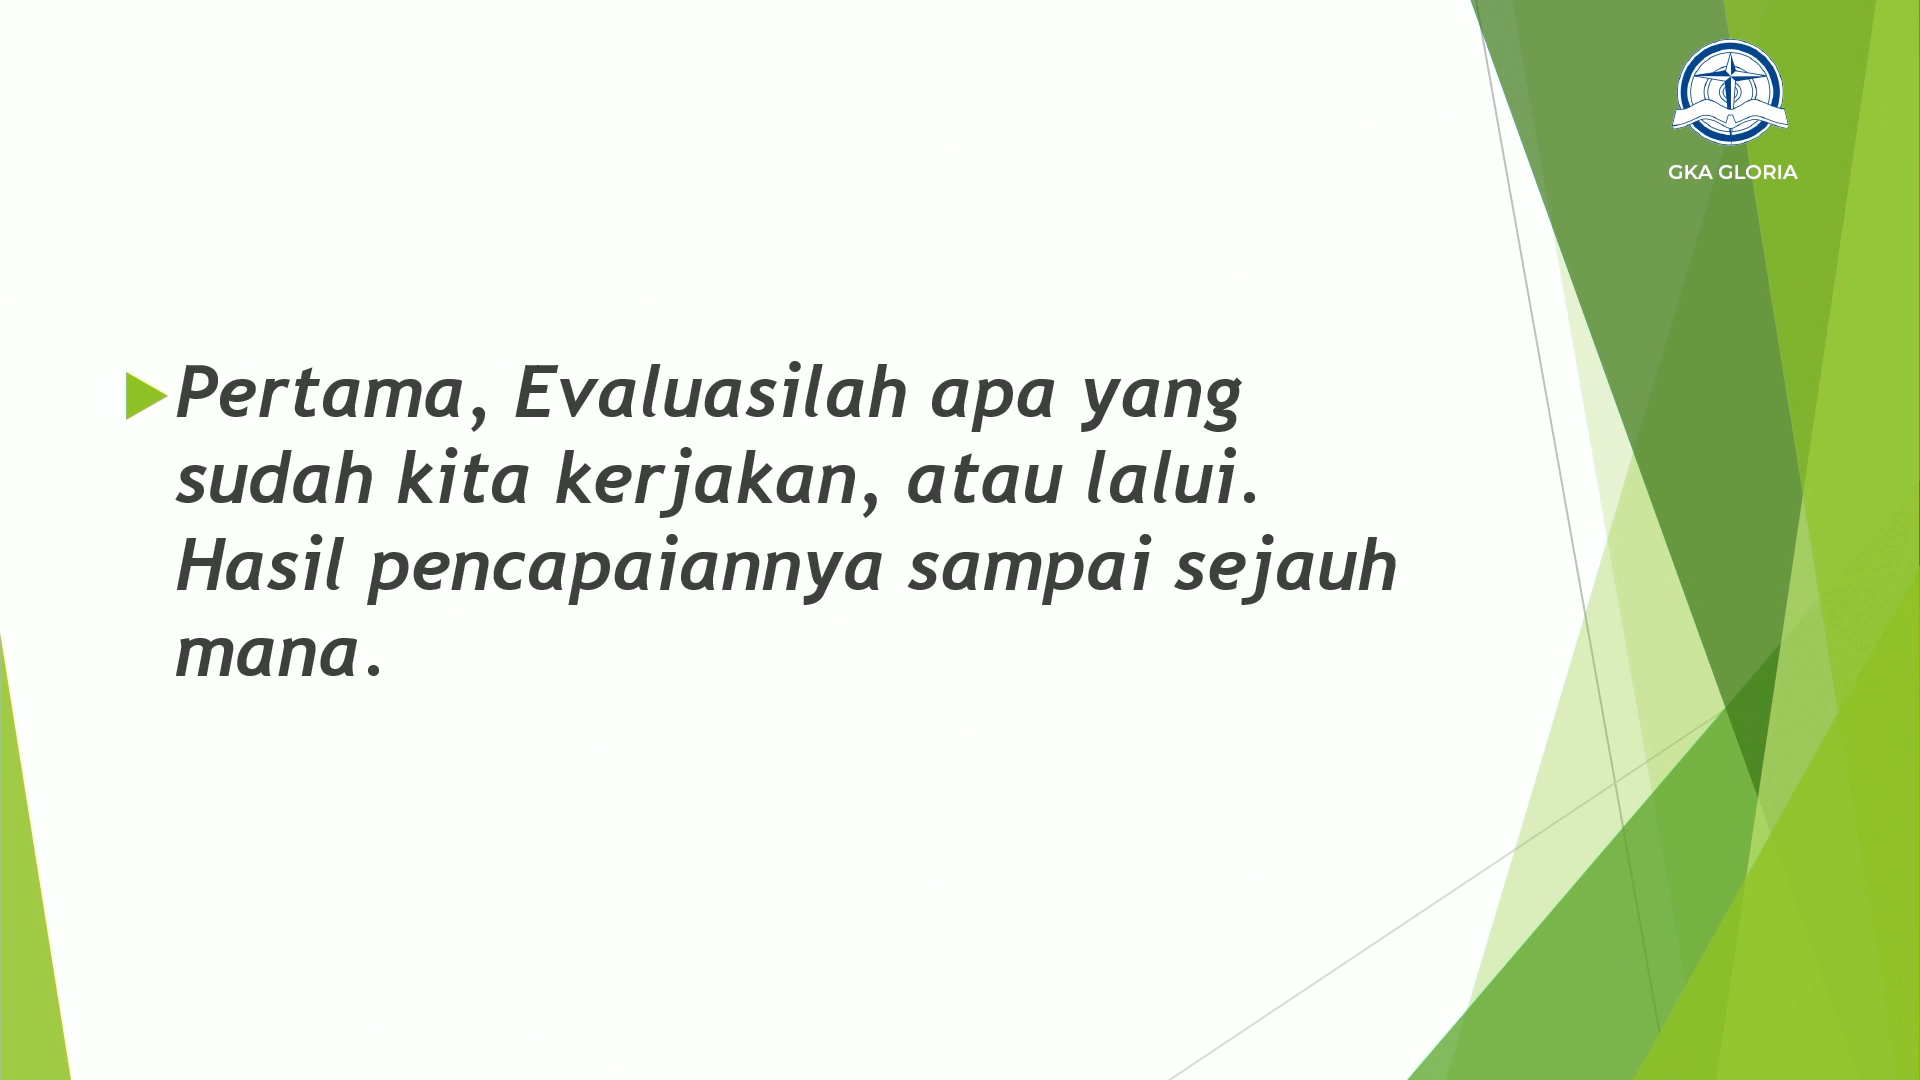 GKA GLORIA
Pertama, Evaluasilah apa yang
sudah kita kerjakan, atau lalui.
Hasil pencapaiannya sampai sejauh
mana.